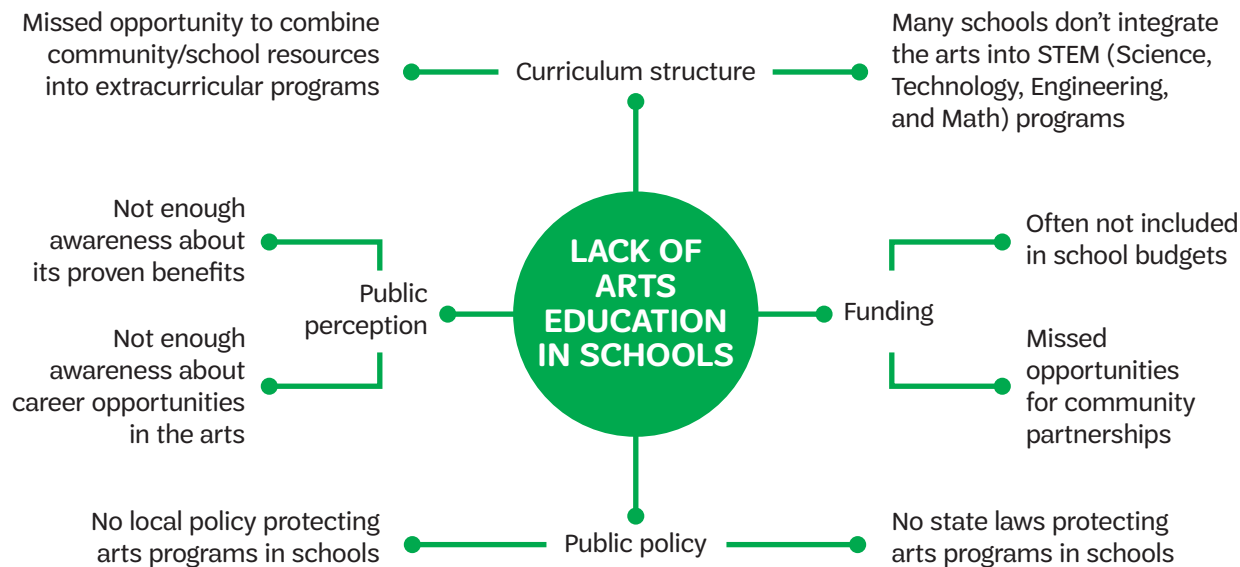 Missed opportunity to combine
community/school resources
into extracurricular programs
Curriculum structure
Many schools don’t integrate
the arts into STEM (Science,
Technology, Engineering,
and Math) programs
Not enough
awareness about
its proven benefits
Public
perception
Not enough
awareness about
career opportunities
in the arts
LACK OF
ARTS
EDUCATION
IN SCHOOLS
Funding
Often not included
in school budgets
Missed
opportunities
for community
partnerships
No local policy protecting
arts programs in schools
Public policy
No state laws protecting
arts programs in schools